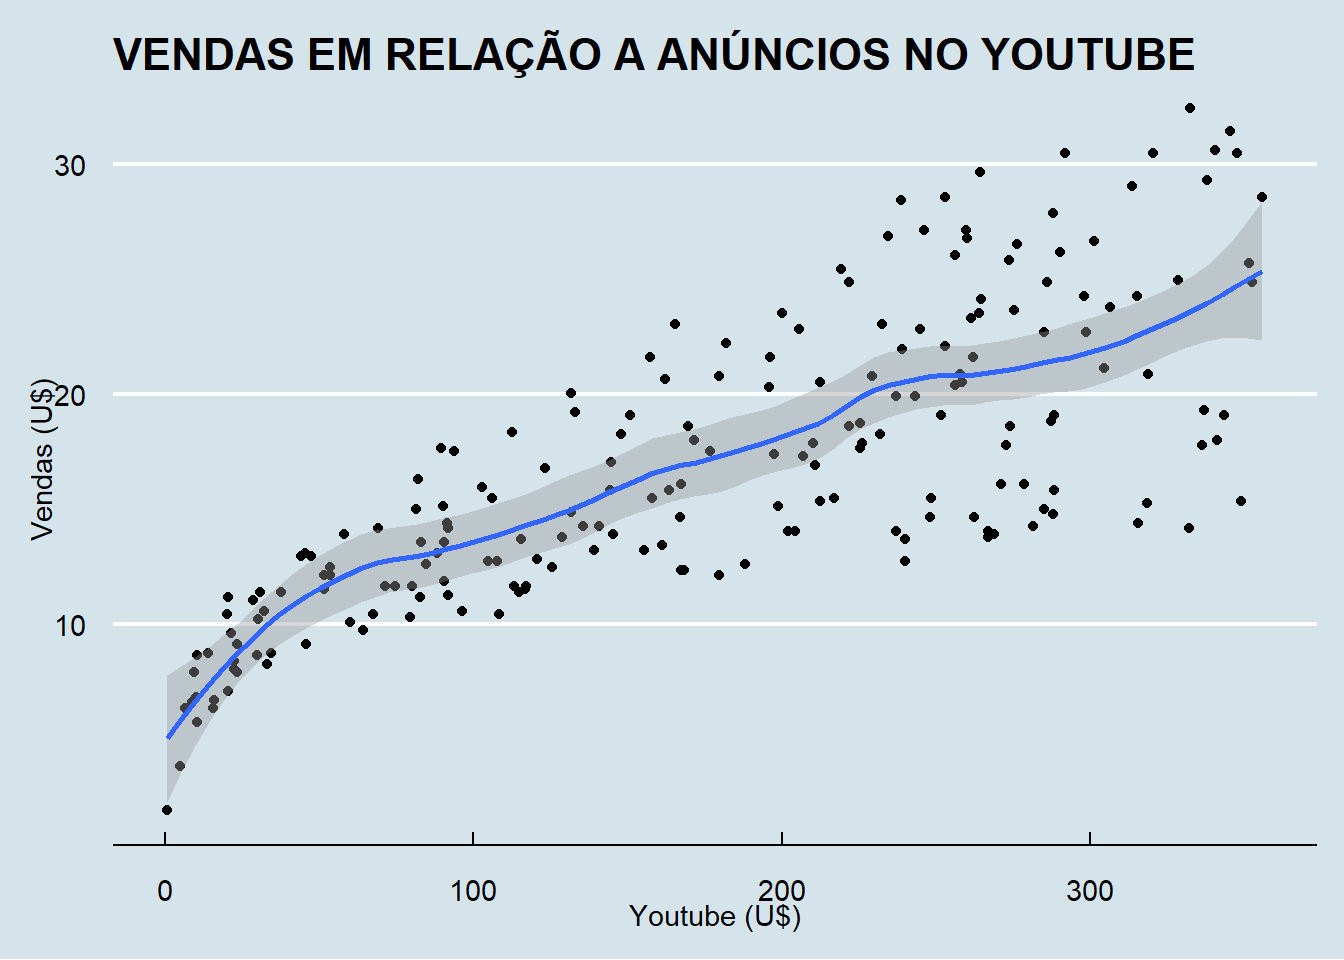 VENDAS EM RELAÇÃO A ANÚNCIOS NO YOUTUBE
30
20
10
Vendas (U$)
0 100 200 300
Youtube (U$)